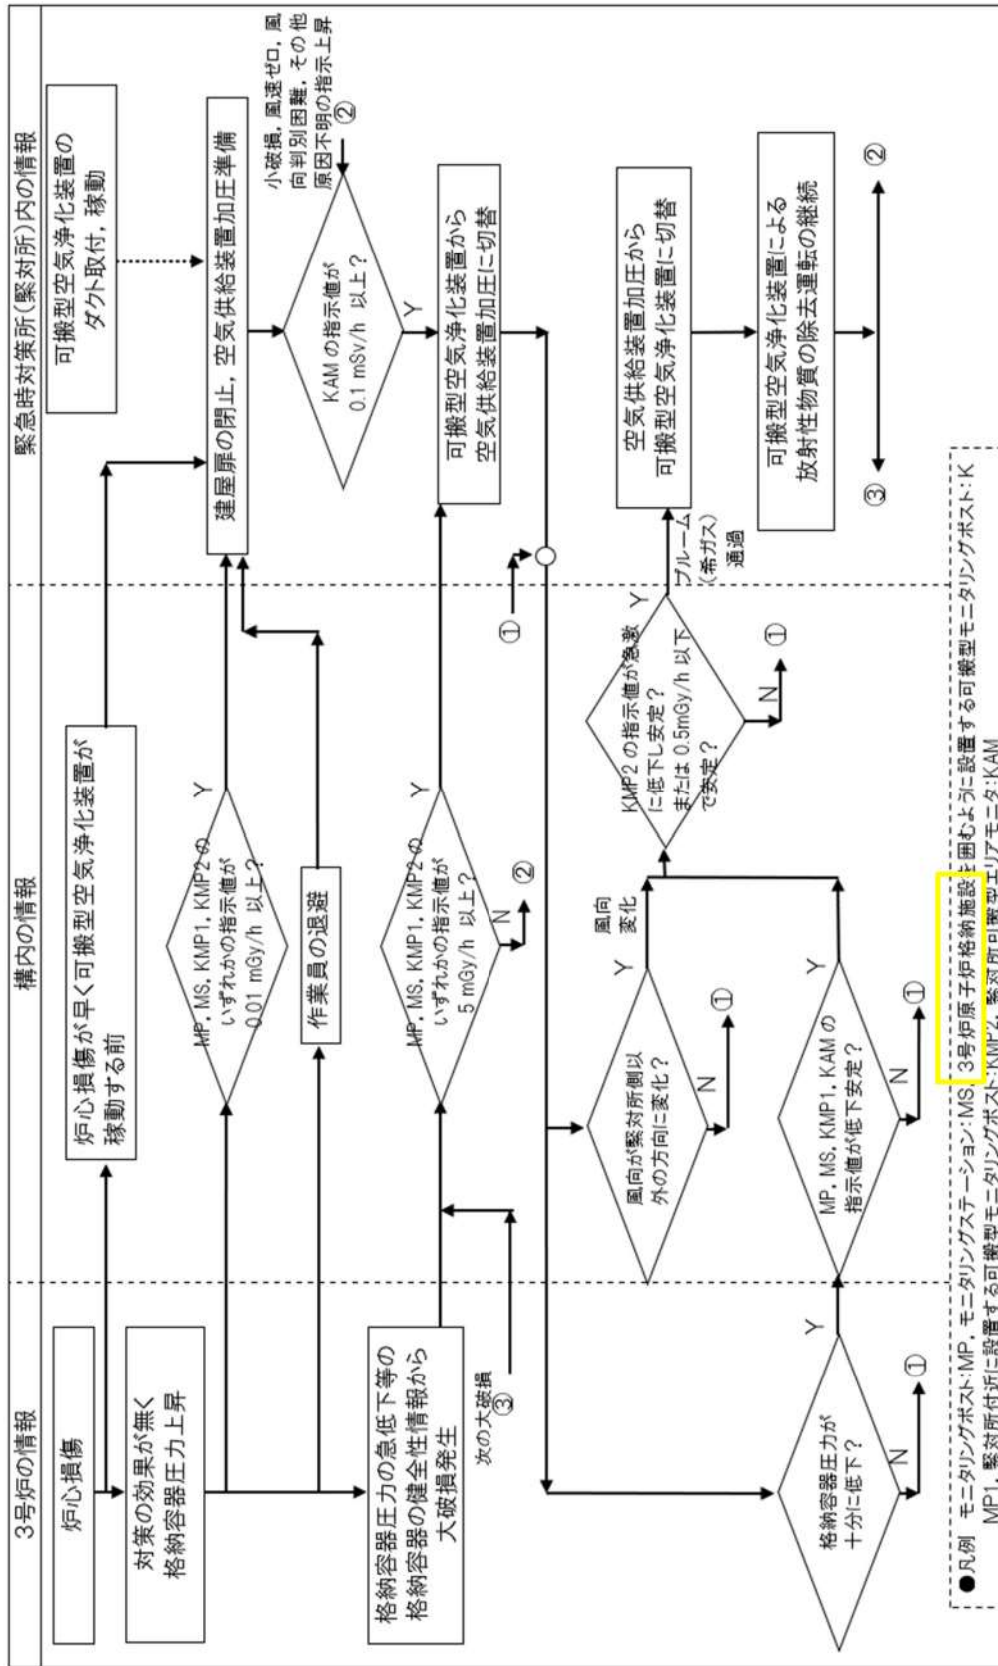 3号炉の情報
構内の情報
緊急時対策所(緊対所)内の情報
炉心損傷
対策の効果が無く
格納容器圧力上昇
格納容器圧力の急低下等の
格納容器の健全性情報から
大破損発生
次の大破損
③
格納容器圧力が
十分に低下?
Y
N
①
炉心損傷が早く可搬型空気浄化装置が
稼動する前
MP, MS, KMP1, KMP2 の
いずれかの指示値が
0.01 mGy/h 以上?
Y
作業員の退避
MP, MS, KMP1, KMP2 の
いずれかの指示値が
5 mGy/h 以上?
Y
N
②
風向が緊対所側以
外の方向に変化?
Y
N
①
風向
変化
MP, MS, KMP1, KAM の
指示値が低下安定?
Y
N
①
KMP2 の指示値が急激
に低下し安定?
または 0.5mGy/h 以下
で安定?
Y
N
①
①
可搬型空気浄化装置の
ダクト取付, 稼動
建屋扉の閉止, 空気供給装置加圧準備
小破損, 風速ゼロ, 風
向判別困難, その他
原因不明の指示上昇
②
KAM の指示値が
0.1 mSv/h 以上?
Y
可搬型空気浄化装置から
空気供給装置加圧に切替
プルーム
(希ガス)
通過
空気供給装置加圧から
可搬型空気浄化装置に切替
可搬型空気浄化装置による
放射性物質の除去運転の継続
③
②
●凡例 モニタリングポスト:MP, モニタリングステーション:MS, 3号炉原子炉格納施設を囲むように設置する可搬型モニタリングポスト:K
MP1, 緊対所付近に設置する可搬型モニタリングポスト:KMP2, 緊対所可搬型エリアモニタ:KAM